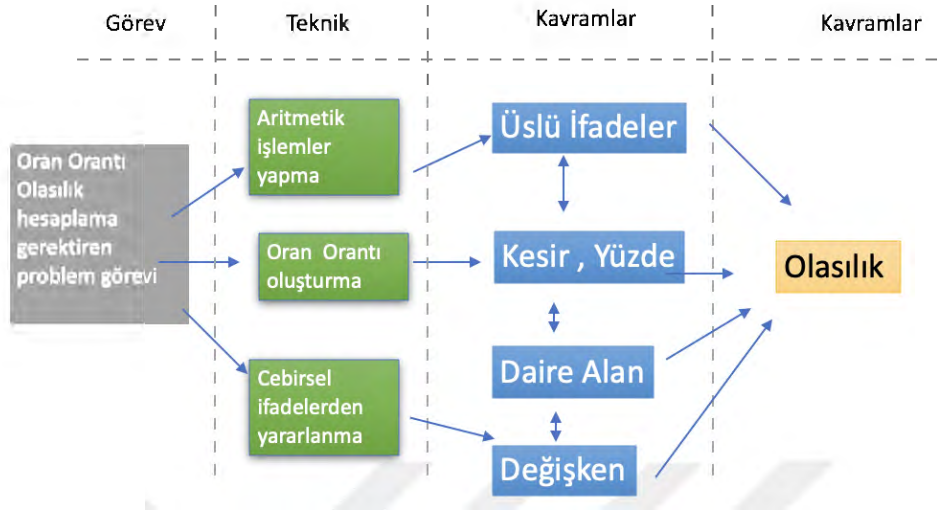 Görev
Teknik
Kavramlar
Kavramlar
Oran Orantı
Olasılık
hesaplama
gerektiren
problem görevi
Aritmetik
işlemler
yapma
Oran Orantı
oluşturma
Cebirsel
ifadelerden
yararlanma
Üslü İfadeler
Kesir , Yüzde
Daire Alan
Değişken
Olasılık